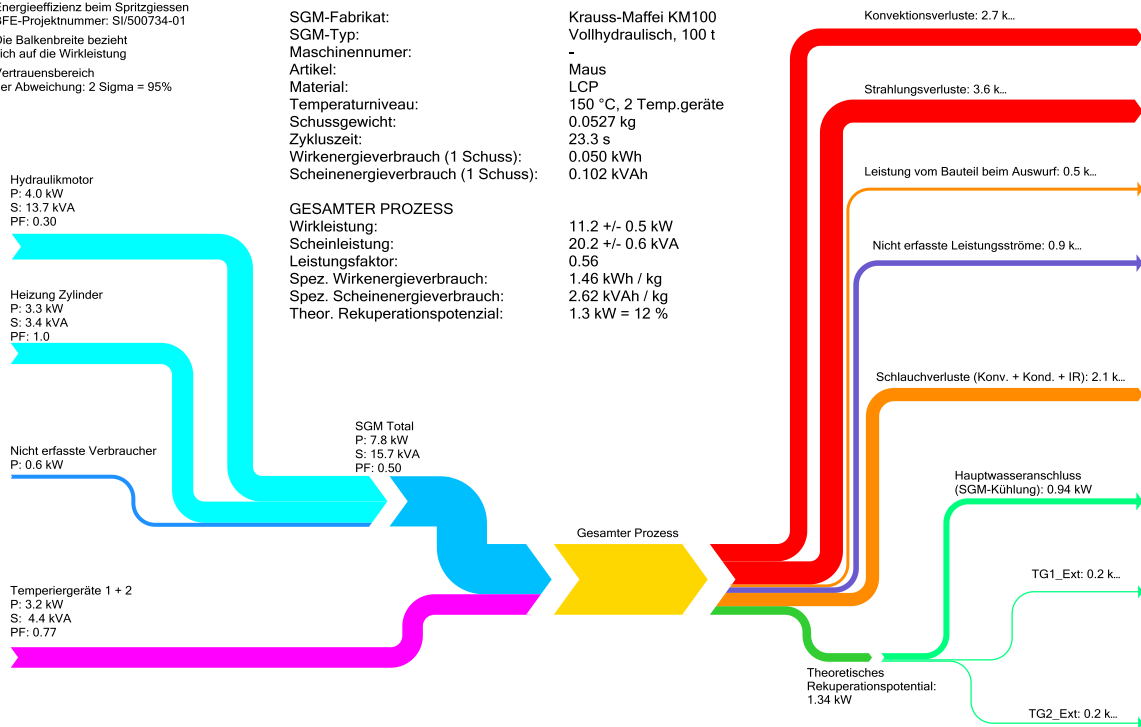 Energieeffizienz beim Spritzgiessen
BFE-Projektnummer: SI/500734-01
Die Balkenbreite bezieht
sich auf die Wirkleistung
Vertrauensbereich
der Abweichung: 2 Sigma = 95%
SGM-Fabrikat: Krauss-Maffei KM100
SGM-Typ: Vollhydraulisch, 100 t
Maschinennumer: -
Artikel: Maus
Material: LCP
Temperaturniveau: 150 °C, 2 Temp.geräte
Schussgewicht: 0.0527 kg
Zykluszeit: 23.3 s
Wirkenergieverbrauch (1 Schuss): 0.050 kWh
Scheinenergieverbrauch (1 Schuss): 0.102 kVAh
GESAMTER PROZESS
Wirkleistung: 11.2 +/- 0.5 kW
Scheinleistung: 20.2 +/- 0.6 kVA
Leistungsfaktor: 0.56
Spez. Wirkenergieverbrauch: 1.46 kWh / kg
Spez. Scheinenergieverbrauch: 2.62 kVAh / kg
Theor. Rekuperationspotenzial: 1.3 kW = 12 %
Hydraulikmotor
P: 4.0 kW
S: 13.7 kVA
PF: 0.30
Heizung Zylinder
P: 3.3 kW
S: 3.4 kVA
PF: 1.0
Nicht erfasste Verbraucher
P: 0.6 kW
Temperiergeräte 1 + 2
P: 3.2 kW
S: 4.4 kVA
PF: 0.77
SGM Total
P: 7.8 kW
S: 15.7 kVA
PF: 0.50
Gesamter Prozess
Konvektionsverluste: 2.7 k...
Strahlungsverluste: 3.6 k...
Leistung vom Bauteil beim Auswurf: 0.5 k...
Nicht erfasste Leistungsströme: 0.9 k...
Schlauchverluste (Konv. + Kond. + IR): 2.1 k...
Hauptwasseranschluss
(SGM-Kühlung): 0.94 kW
TG1_Ext: 0.2 k...
Theoretisches
Rekuperationspotential:
1.34 kW
TG2_Ext: 0.2 k...